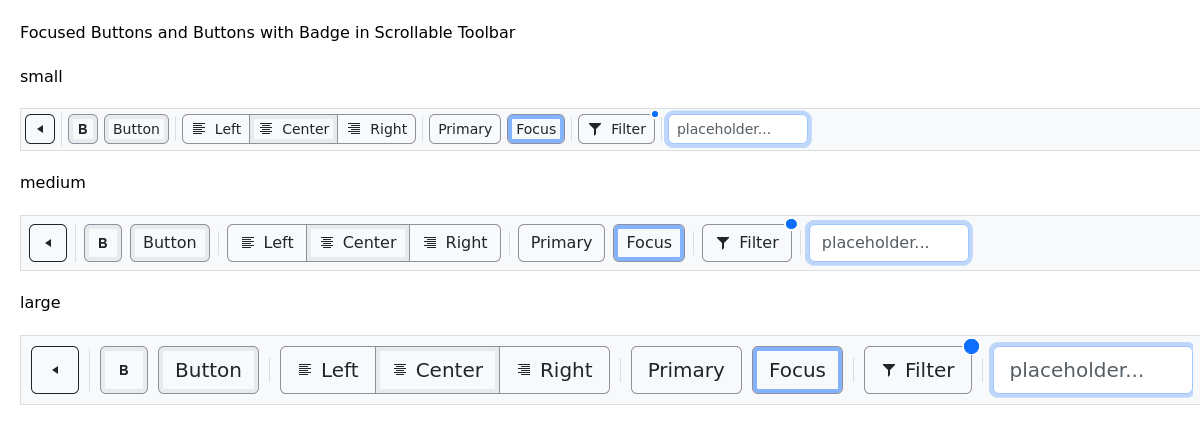 Focused Buttons and Buttons with Badge in Scrollable Toolbar
small
B Button Left Center Right Primary Focus Filter placeholder...
medium
B Button Left Center Right Primary Focus Filter placeholder...
large
B Button Left Center Right Primary Focus Filter placeholder...